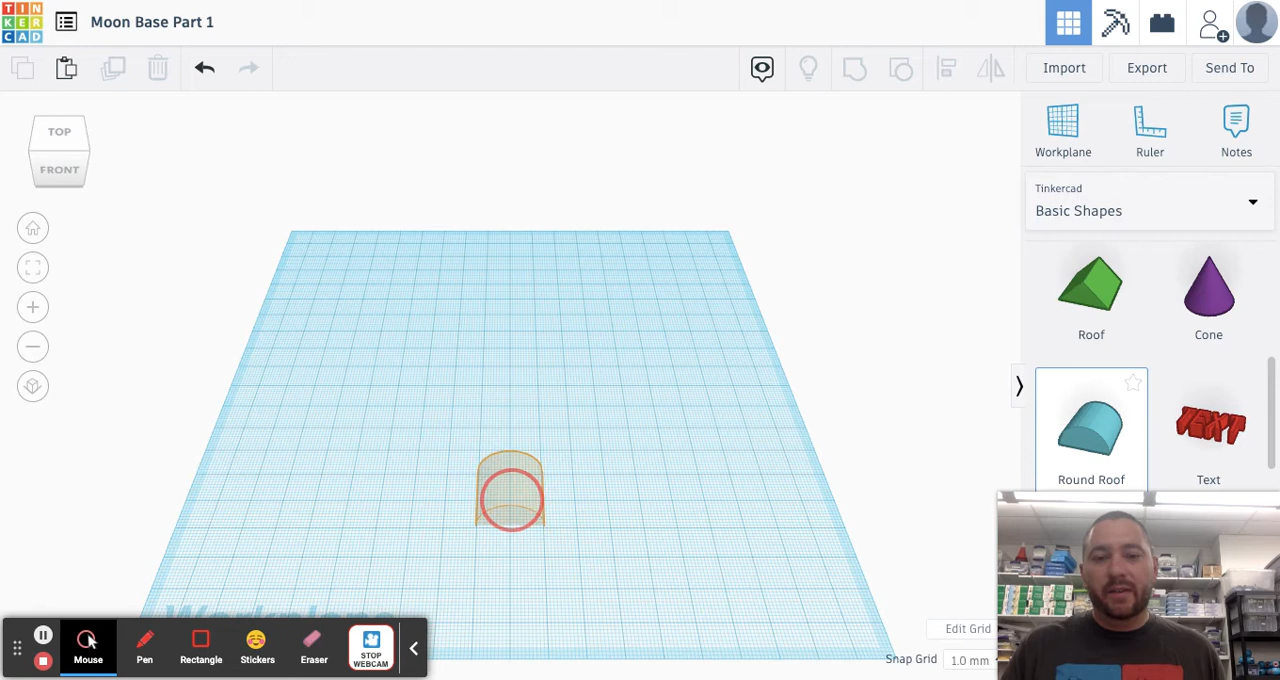 TIN
KER
CAD
Moon Base Part 1
Import
Export
Send To
TOP
FRONT
Workplane
Ruler
Notes
Tinkercad
Basic Shapes
Roof
Cone
Round Roof
Text
TEXT
Workplane
Edit Grid
Snap Grid
1.0 mm
Mouse
Pen
Rectangle
Stickers
Eraser
STOP
WEBCAM